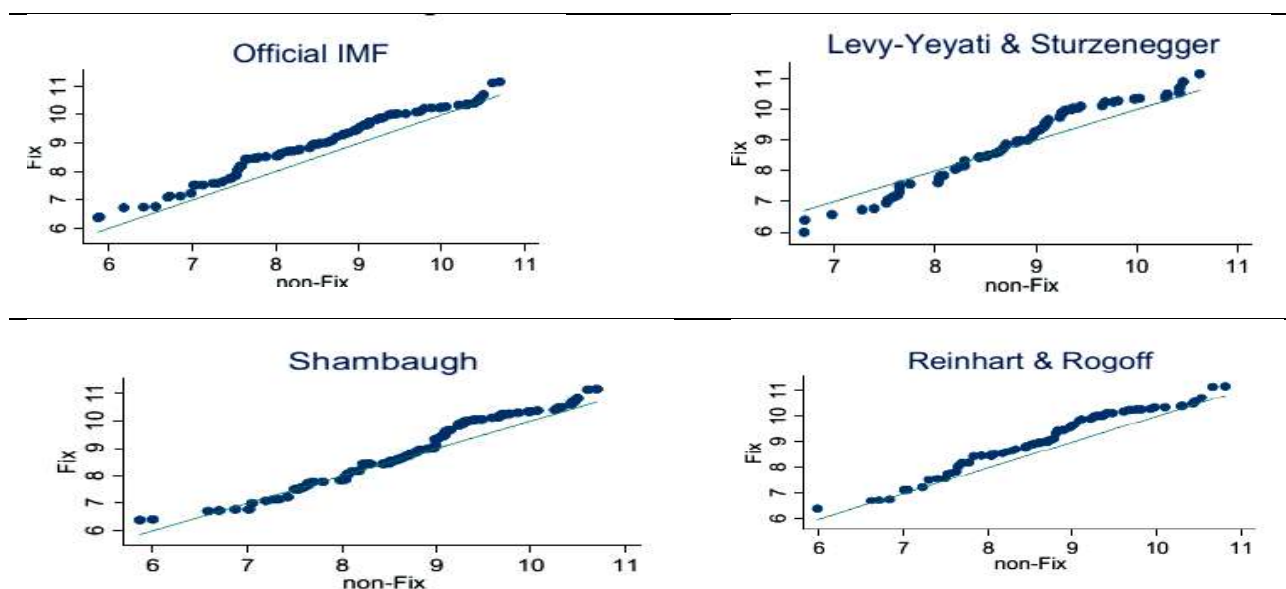 Official IMF
Fix
6 7 8 9 10 11
6 7 8 9 10 11
non-Fix
Levy-Yeyati & Sturzenegger
Fix
6 7 8 9 10 11
7 8 9 10 11
non-Fix
Shambaugh
Fix
6 7 8 9 10 11
6 7 8 9 10 11
non-Fix
Reinhart & Rogoff
Fix
6 7 8 9 10 11
6 7 8 9 10 11
non-Fix